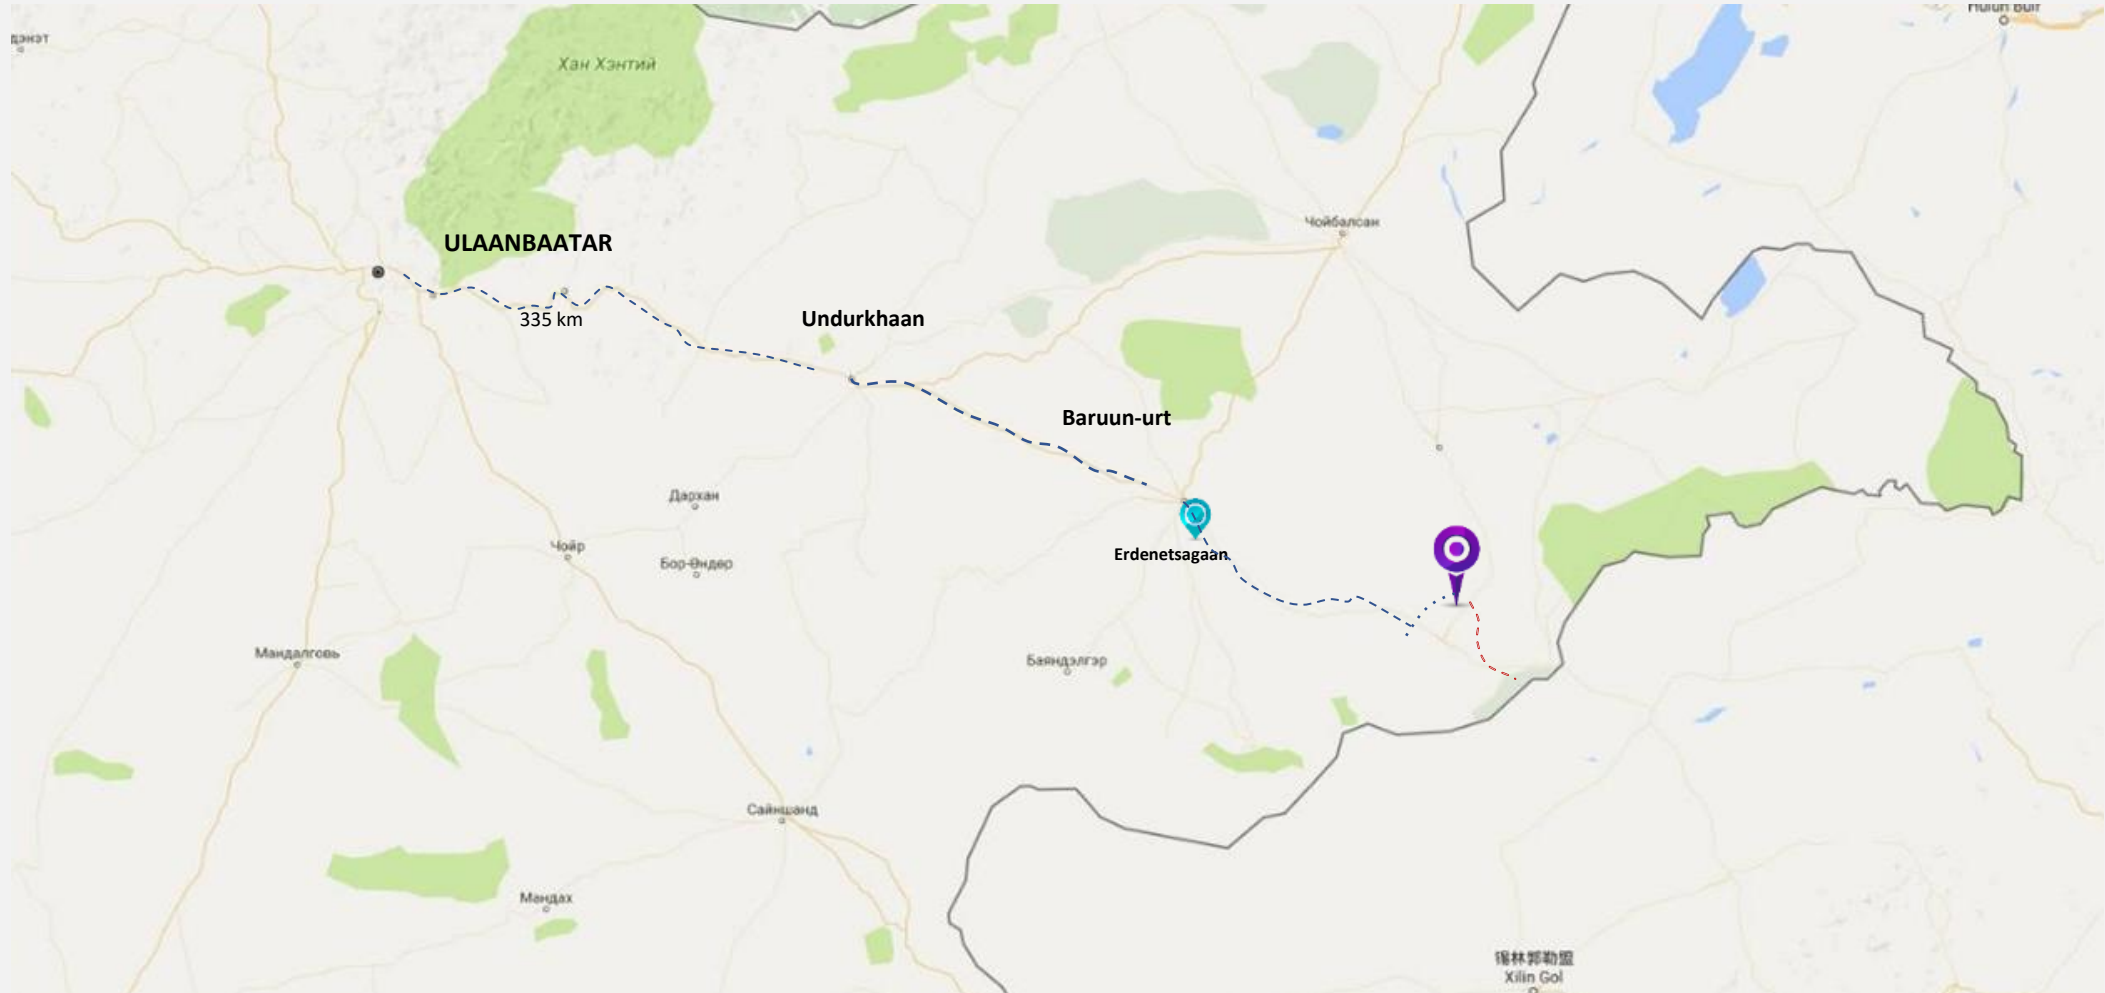 Хан Хэнтий
ULAANBAATAR
335 km
Чойбалсан
Undurkhaan
Baruun-urt
Дархан
Erdenetsagaan
Чойр
Бор-Өндөр
Мандалговь
Баяндэлгэр
Сайншанд
Мандах
锡林郭勒盟
Xilin Gol